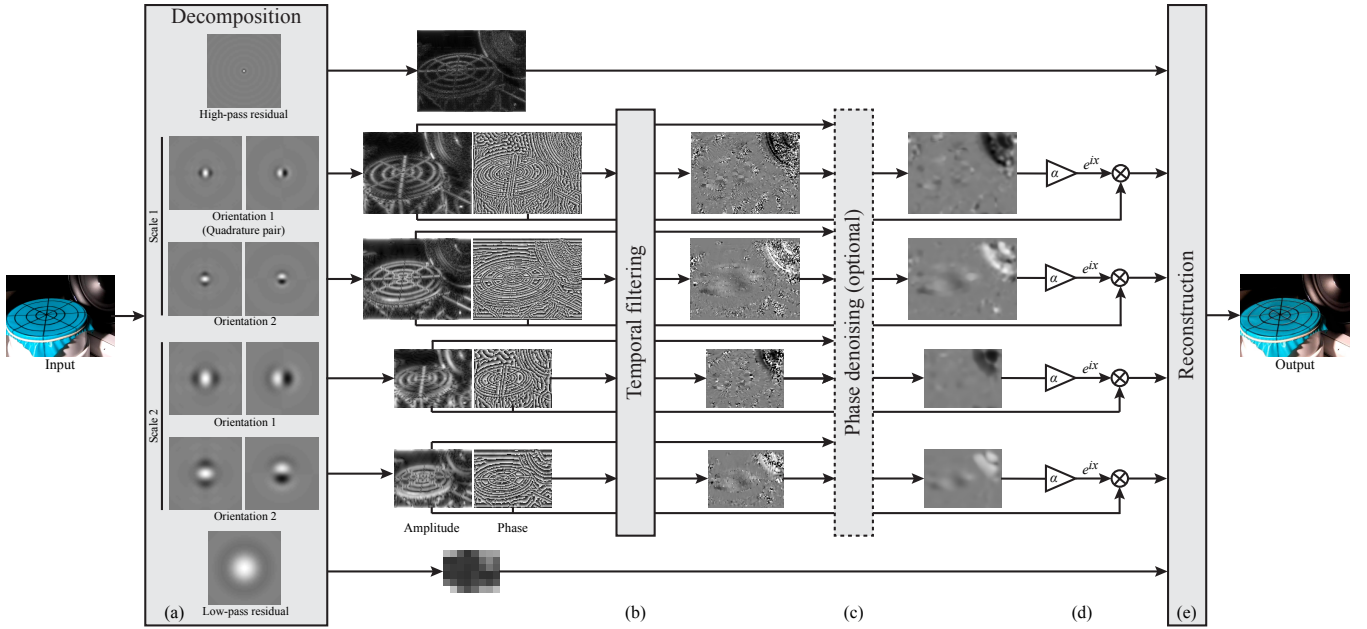 Decomposition
High-pass residual
Scale 1
Orientation 1
(Quadrature pair)
Orientation 2
Scale 2
Orientation 1
Orientation 2
Low-pass residual
Input
Amplitude
Phase
Temporal filtering
Phase denoising (optional)
α
e^{ix}
α
e^{ix}
α
e^{ix}
α
e^{ix}
Reconstruction
Output
(a)
(b)
(c)
(d)
(e)